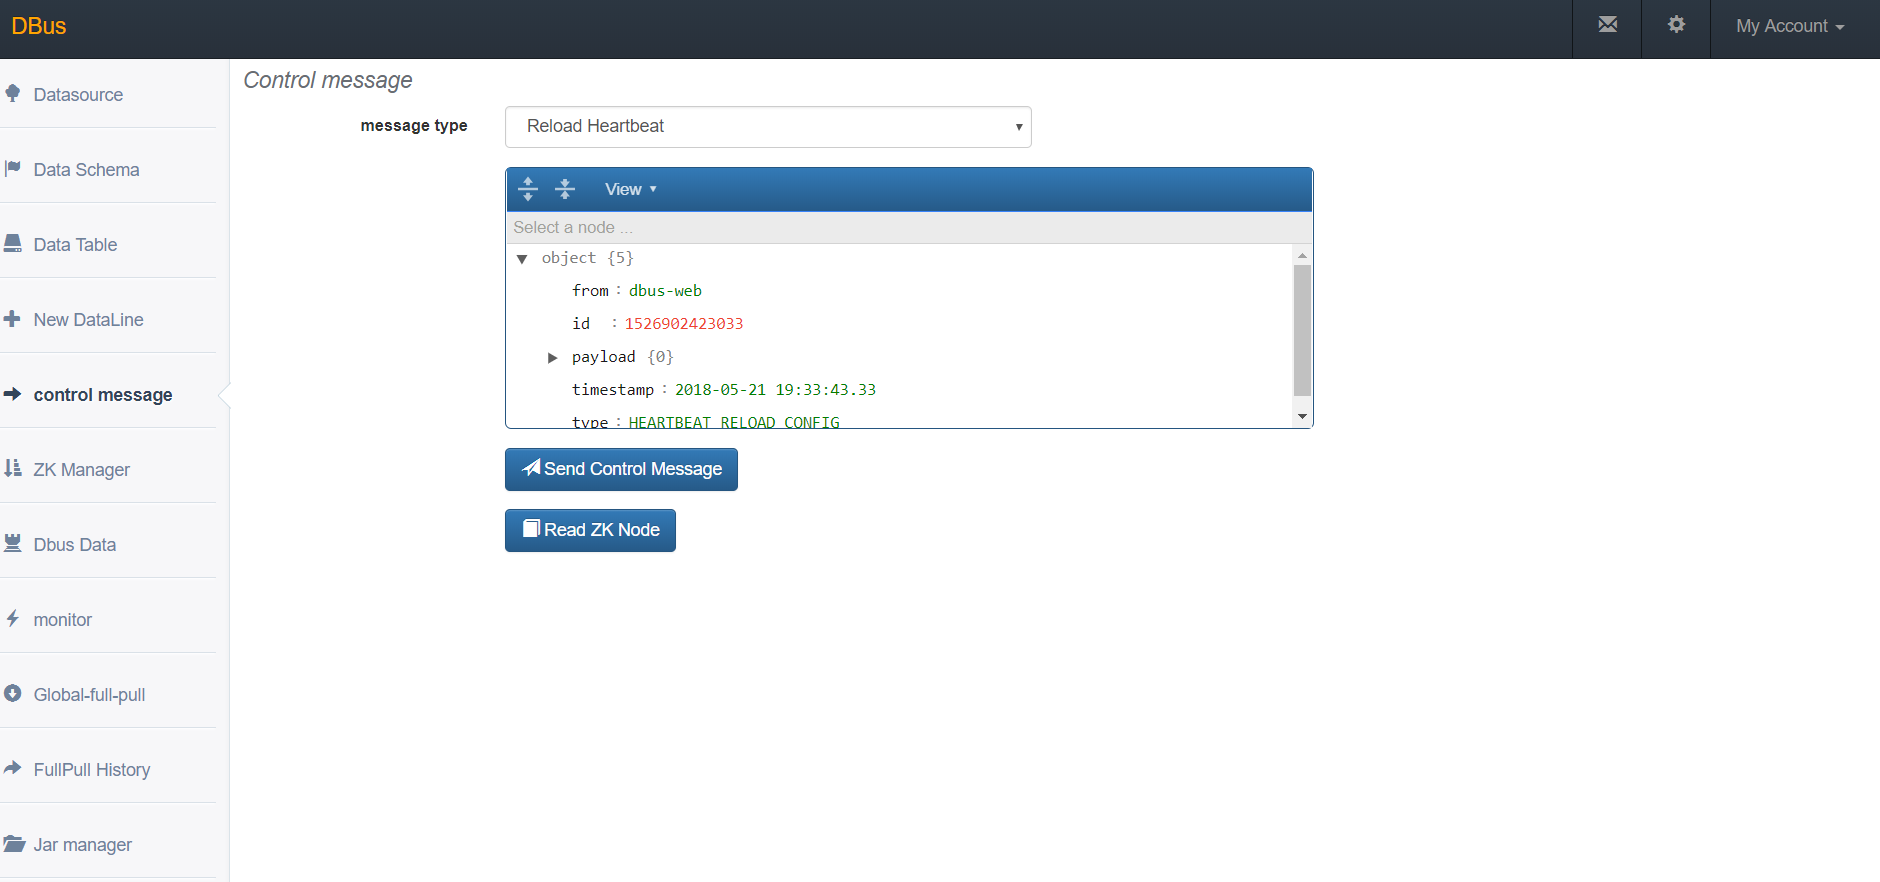 DBus
My Account
Datasource
Data Schema
Data Table
New DataLine
control message
ZK Manager
Dbus Data
monitor
Global-full-pull
FullPull History
Jar manager
Control message
message type
Reload Heartbeat
View
Select a node ...
object {5}
from : dbus-web
id : 1526902423033
payload {0}
timestamp : 2018-05-21 19:33:43.33
type : HEARTBEAT_RELOAD_CONFIG
Send Control Message
Read ZK Node